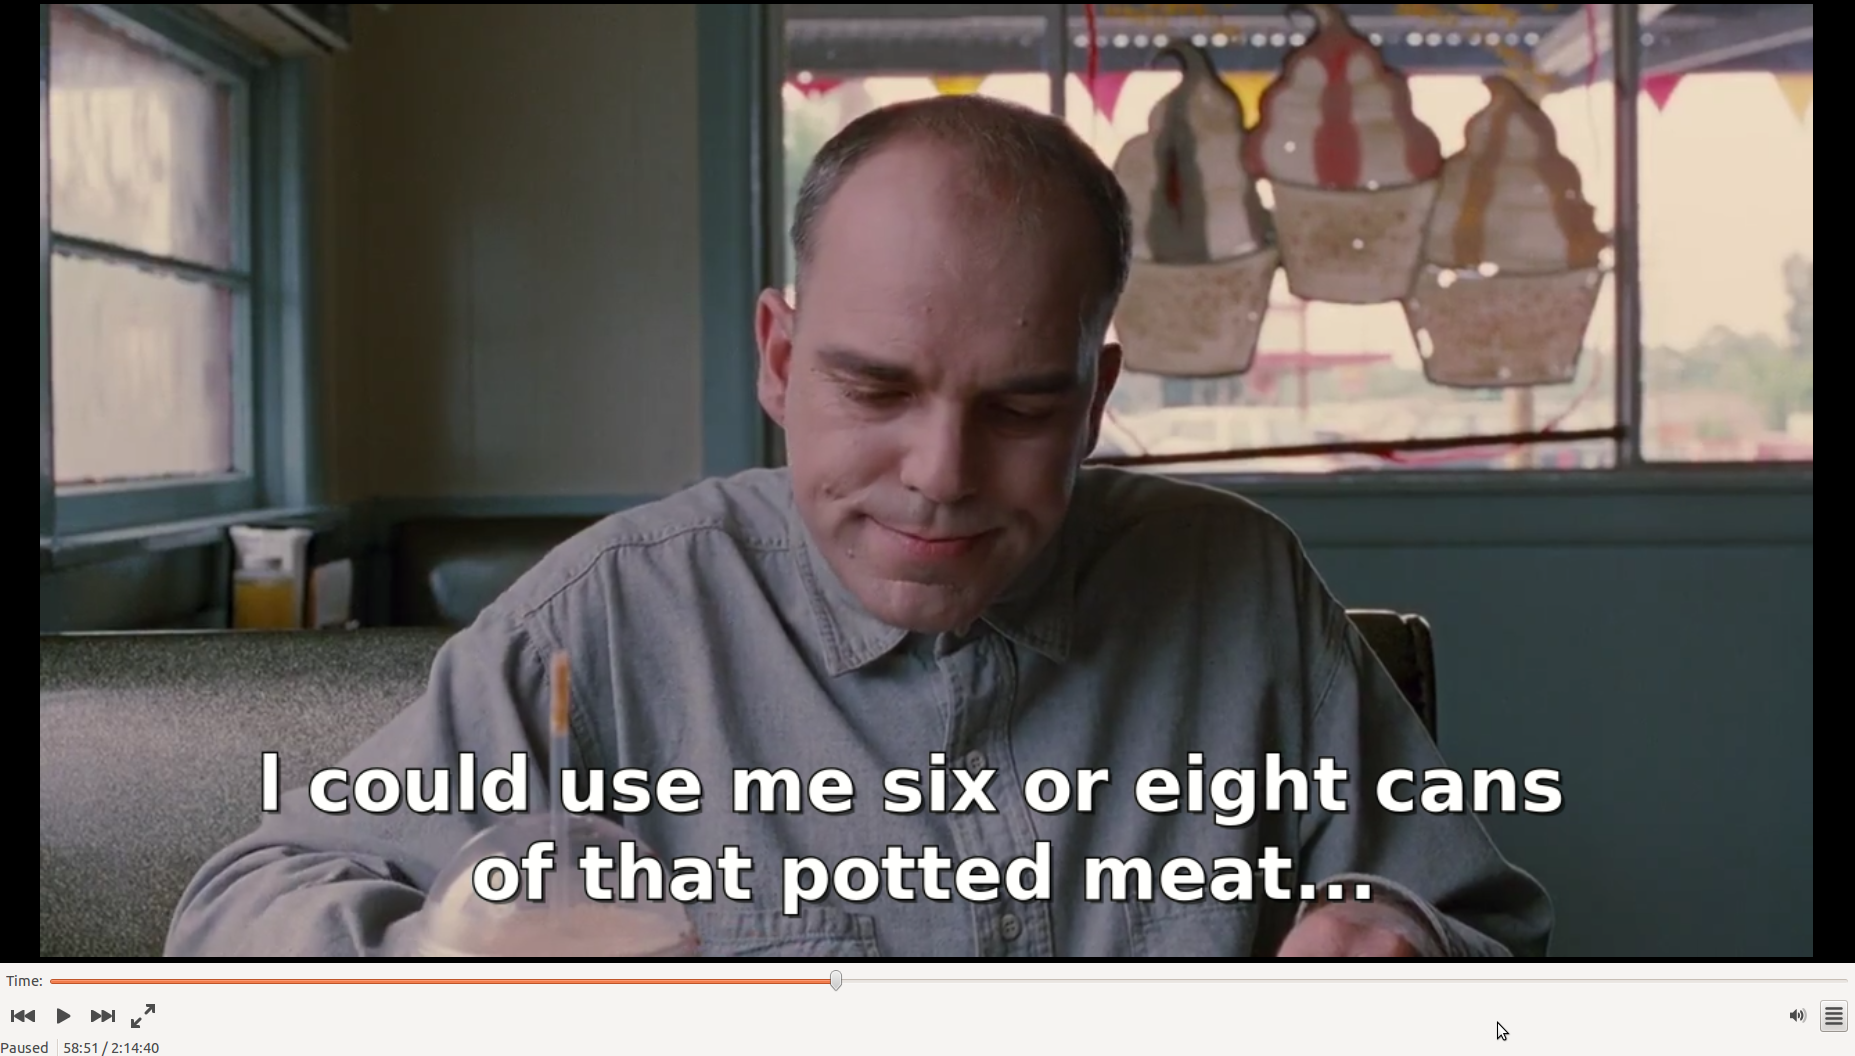 I could use me six or eight cans
of that potted meat...
Time:
Paused 58:51 / 2:14:40